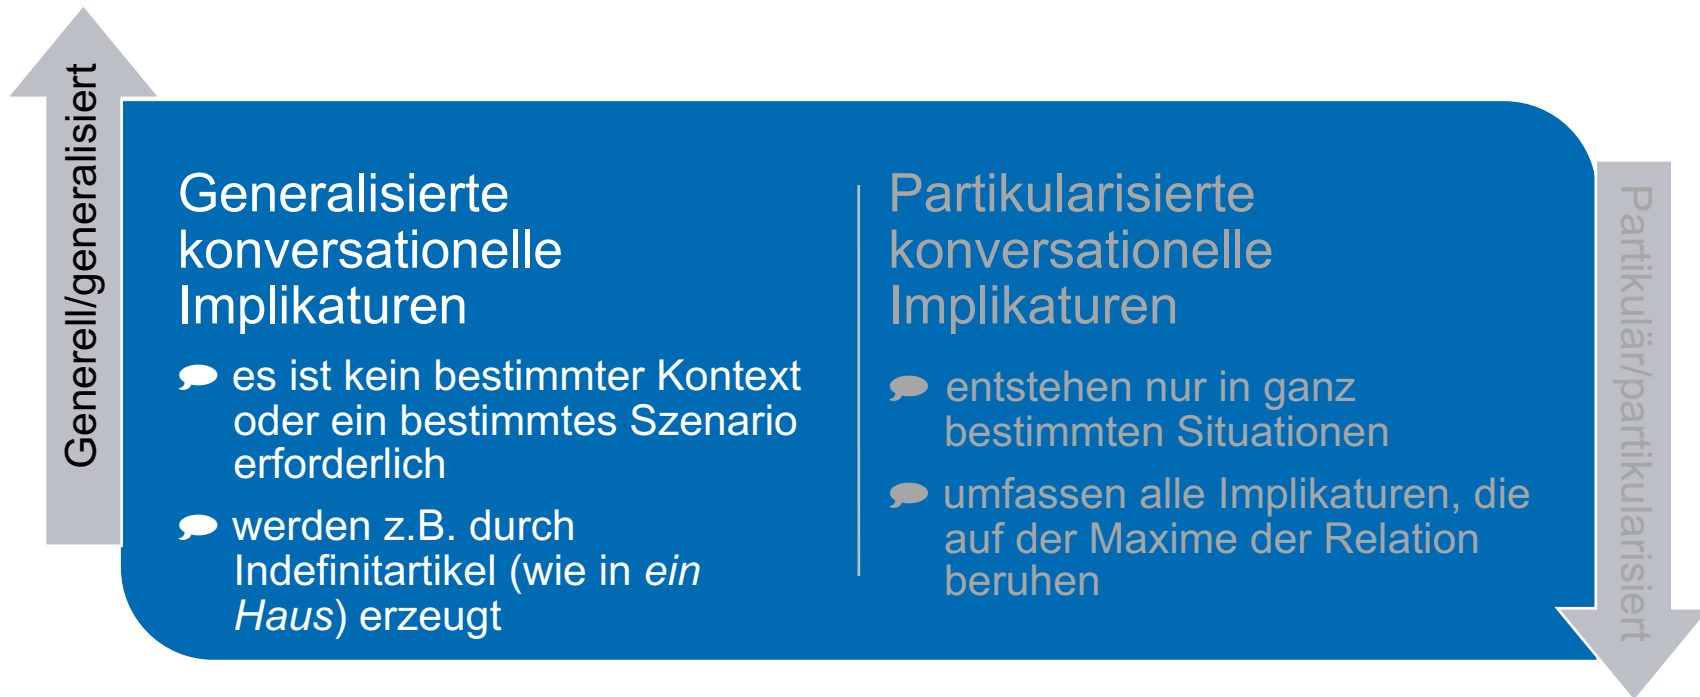 Generell/generalisiert
Generalisierte
konversationelle
Implikaturen
es ist kein bestimmter Kontext
oder ein bestimmtes Szenario
erforderlich
werden z.B. durch
Indefinitartikel (wie in ein
Haus) erzeugt
Partikularisierte
konversationelle
Implikaturen
entstehen nur in ganz
bestimmten Situationen
umfassen alle Implikaturen, die
auf der Maxime der Relation
beruhen
Partikulär/partikularisiert